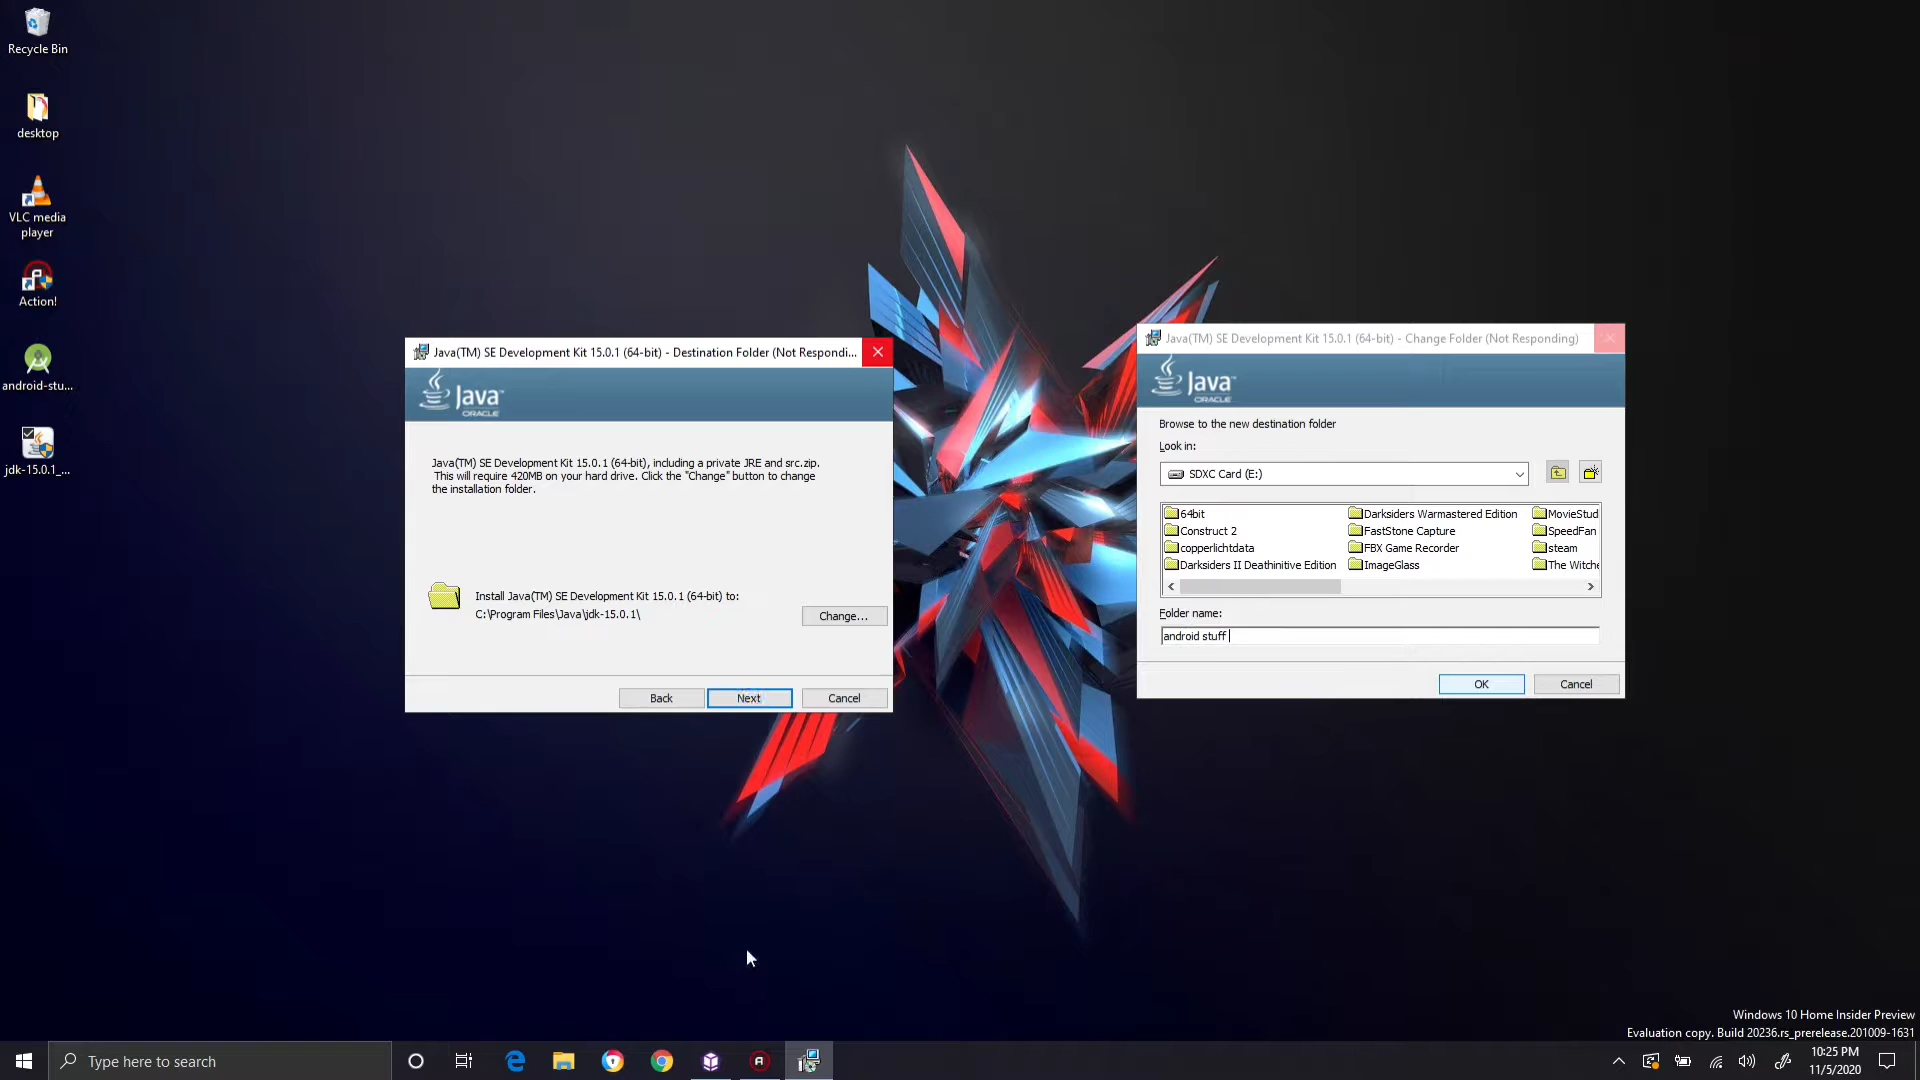 Recycle Bin
desktop
VLC media
player
Action!
android-stu...
jdk-15.0.1_...
Java(TM) SE Development Kit 15.0.1 (64-bit) - Destination Folder (Not Respondi...
Java™
ORACLE
Java(TM) SE Development Kit 15.0.1 (64-bit), including a private JRE and src.zip.
This will require 420MB on your hard drive. Click the "Change" button to change
the installation folder.
Install Java(TM) SE Development Kit 15.0.1 (64-bit) to:
C:\Program Files\Java\jdk-15.0.1\
Change...
Back
Next
Cancel
Java(TM) SE Development Kit 15.0.1 (64-bit) - Change Folder (Not Responding)
Java™
ORACLE
Browse to the new destination folder
Look in:
SDXC Card (E:)
64bit
Construct 2
copperlichtdata
Darksiders II Deathinitive Edition
Darksiders Warmastered Edition
FastStone Capture
FBX Game Recorder
ImageGlass
MovieStud
SpeedFan
steam
The Witche
Folder name:
android stuff
OK
Cancel
Windows 10 Home Insider Preview
Evaluation copy. Build 20236.rs_prerelease.201009-1631
Type here to search
10:25 PM
11/5/2020